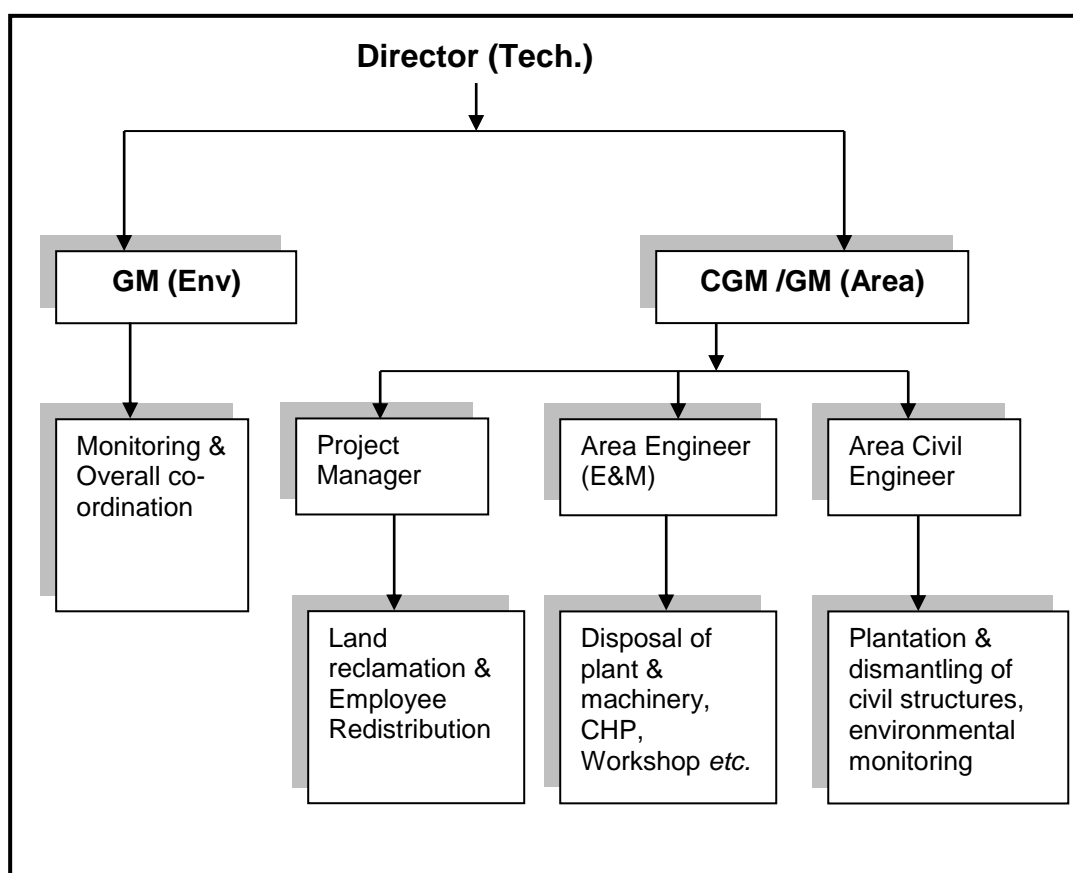 Director (Tech.)
GM (Env)
CGM /GM (Area)
Monitoring &
Overall co-
ordination
Project
Manager
Area Engineer
(E&M)
Area Civil
Engineer
Land
reclamation &
Employee
Redistribution
Disposal of
plant &
machinery,
CHP,
Workshop etc.
Plantation &
dismantling of
civil structures,
environmental
monitoring